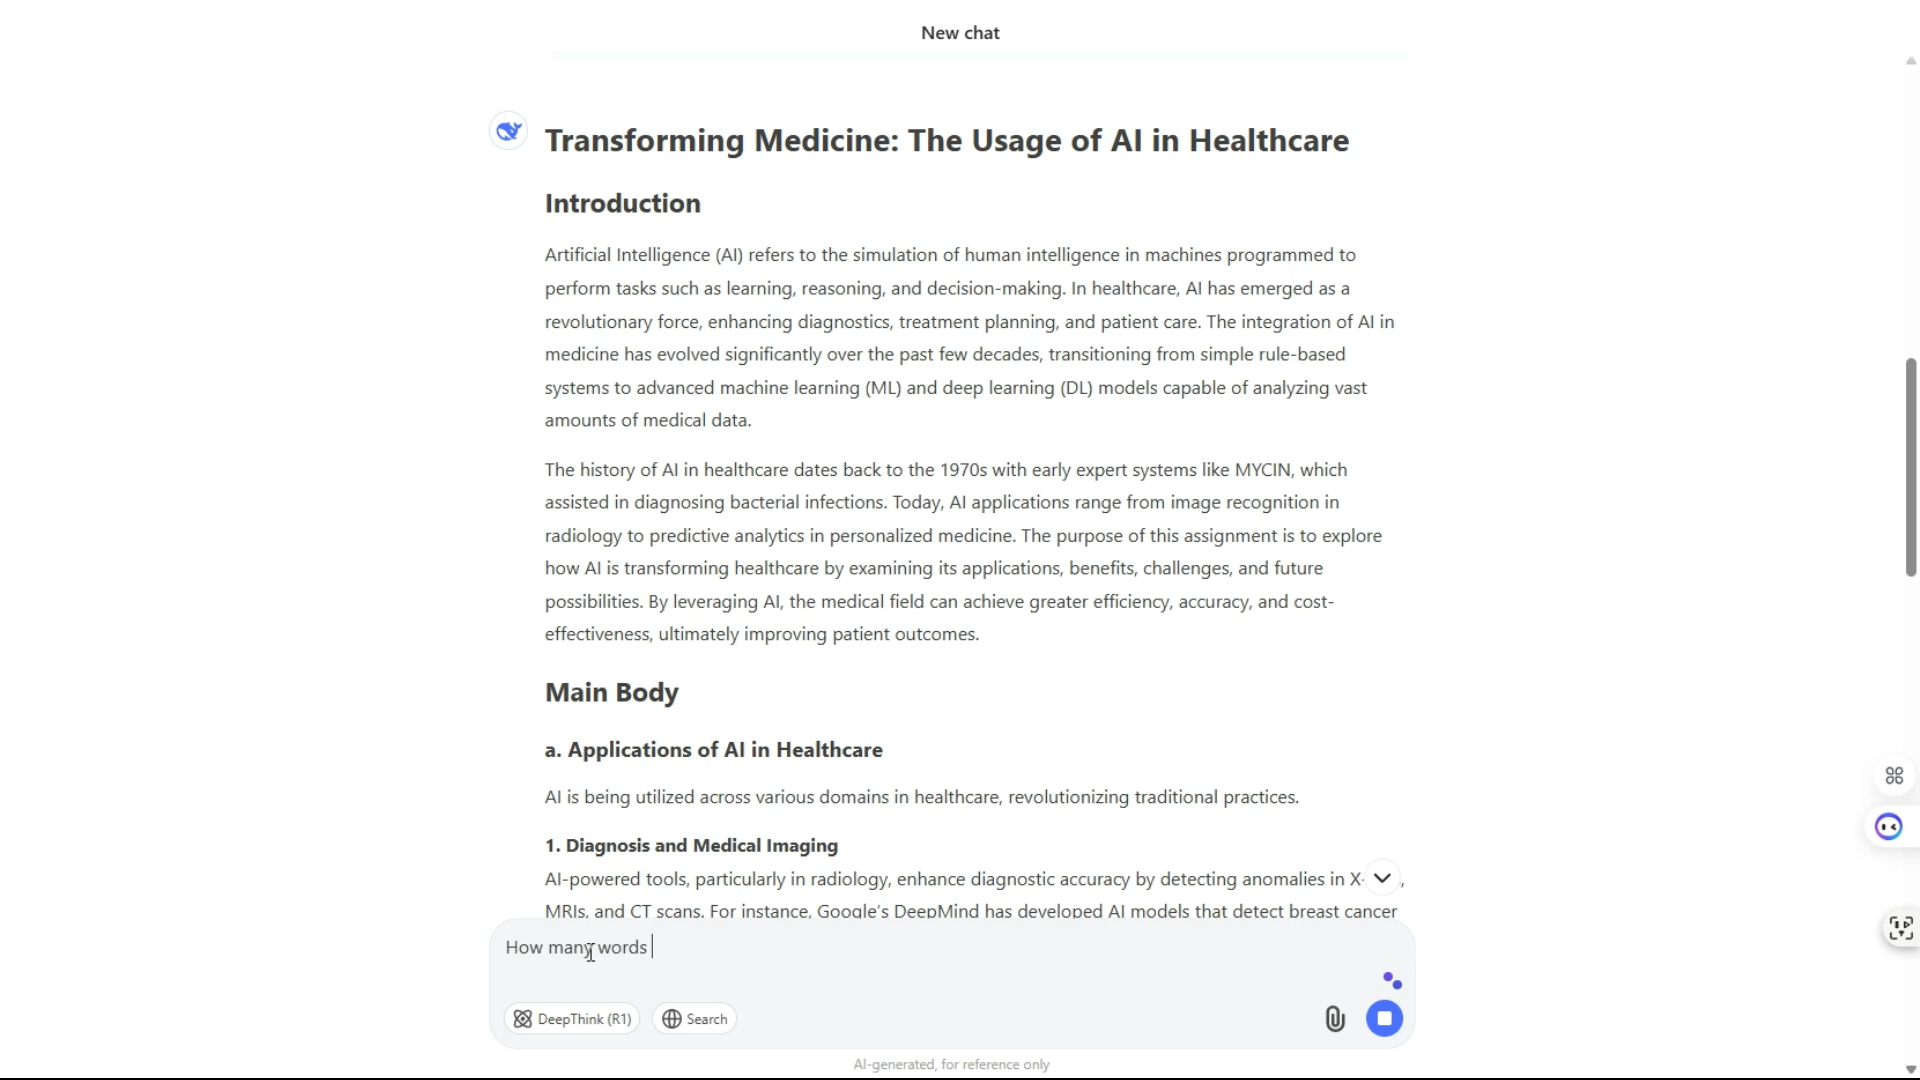 New chat
Transforming Medicine: The Usage of AI in Healthcare
Introduction
Artificial Intelligence (AI) refers to the simulation of human intelligence in machines programmed to
perform tasks such as learning, reasoning, and decision-making. In healthcare, AI has emerged as a
revolutionary force, enhancing diagnostics, treatment planning, and patient care. The integration of AI in
medicine has evolved significantly over the past few decades, transitioning from simple rule-based
systems to advanced machine learning (ML) and deep learning (DL) models capable of analyzing vast
amounts of medical data.
The history of AI in healthcare dates back to the 1970s with early expert systems like MYCIN, which
assisted in diagnosing bacterial infections. Today, AI applications range from image recognition in
radiology to predictive analytics in personalized medicine. The purpose of this assignment is to explore
how AI is transforming healthcare by examining its applications, benefits, challenges, and future
possibilities. By leveraging AI, the medical field can achieve greater efficiency, accuracy, and cost-
effectiveness, ultimately improving patient outcomes.
Main Body
a. Applications of AI in Healthcare
AI is being utilized across various domains in healthcare, revolutionizing traditional practices.
1. Diagnosis and Medical Imaging
AI-powered tools, particularly in radiology, enhance diagnostic accuracy by detecting anomalies in X- ,
MRIs, and CT scans. For instance, Google's DeepMind has developed AI models that detect breast cancer
How many words
DeepThink (R1)
Search
AI-generated, for reference only